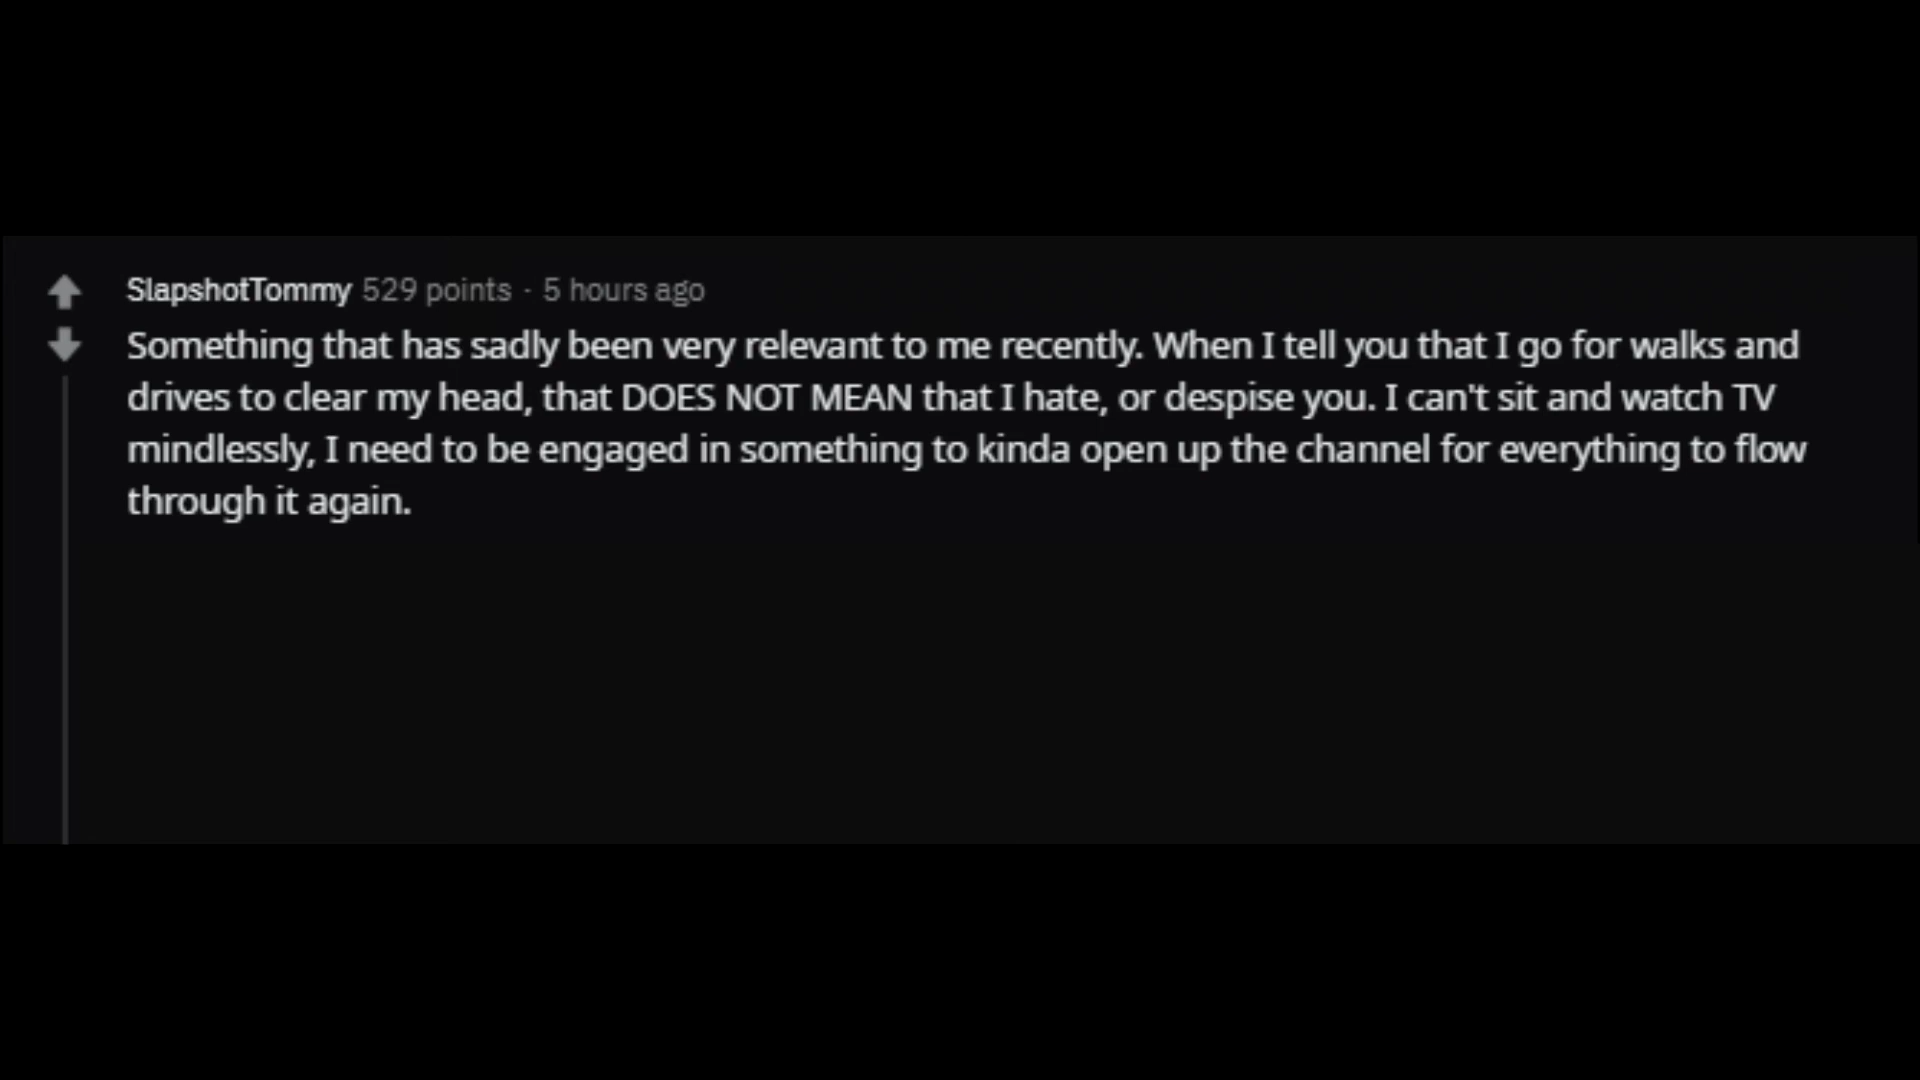 SlapshotTommy 529 points · 5 hours ago
Something that has sadly been very relevant to me recently. When I tell you that I go for walks and
drives to clear my head, that DOES NOT MEAN that I hate, or despise you. I can't sit and watch TV
mindlessly, I need to be engaged in something to kinda open up the channel for everything to flow
through it again.